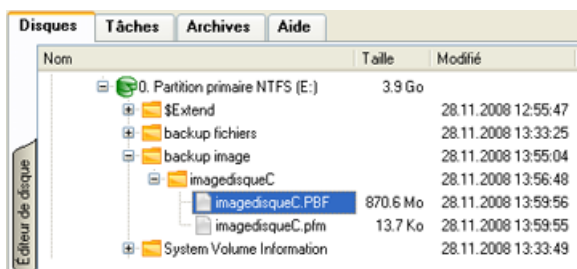 Disques Tâches Archives Aide
Nom Taille Modifié
0. Partition primaire NTFS (E:) 3.9 Go
$Extend 28.11.2008 12:55:47
backup fichiers 28.11.2008 13:33:25
backup image 28.11.2008 13:55:04
imagedisqueC 28.11.2008 13:56:48
imagedisqueC.PBF 870.6 Mo 28.11.2008 13:59:56
imagedisqueC.pfm 13.7 Ko 28.11.2008 13:59:55
System Volume Information 28.11.2008 13:33:49
Éditeur de disque